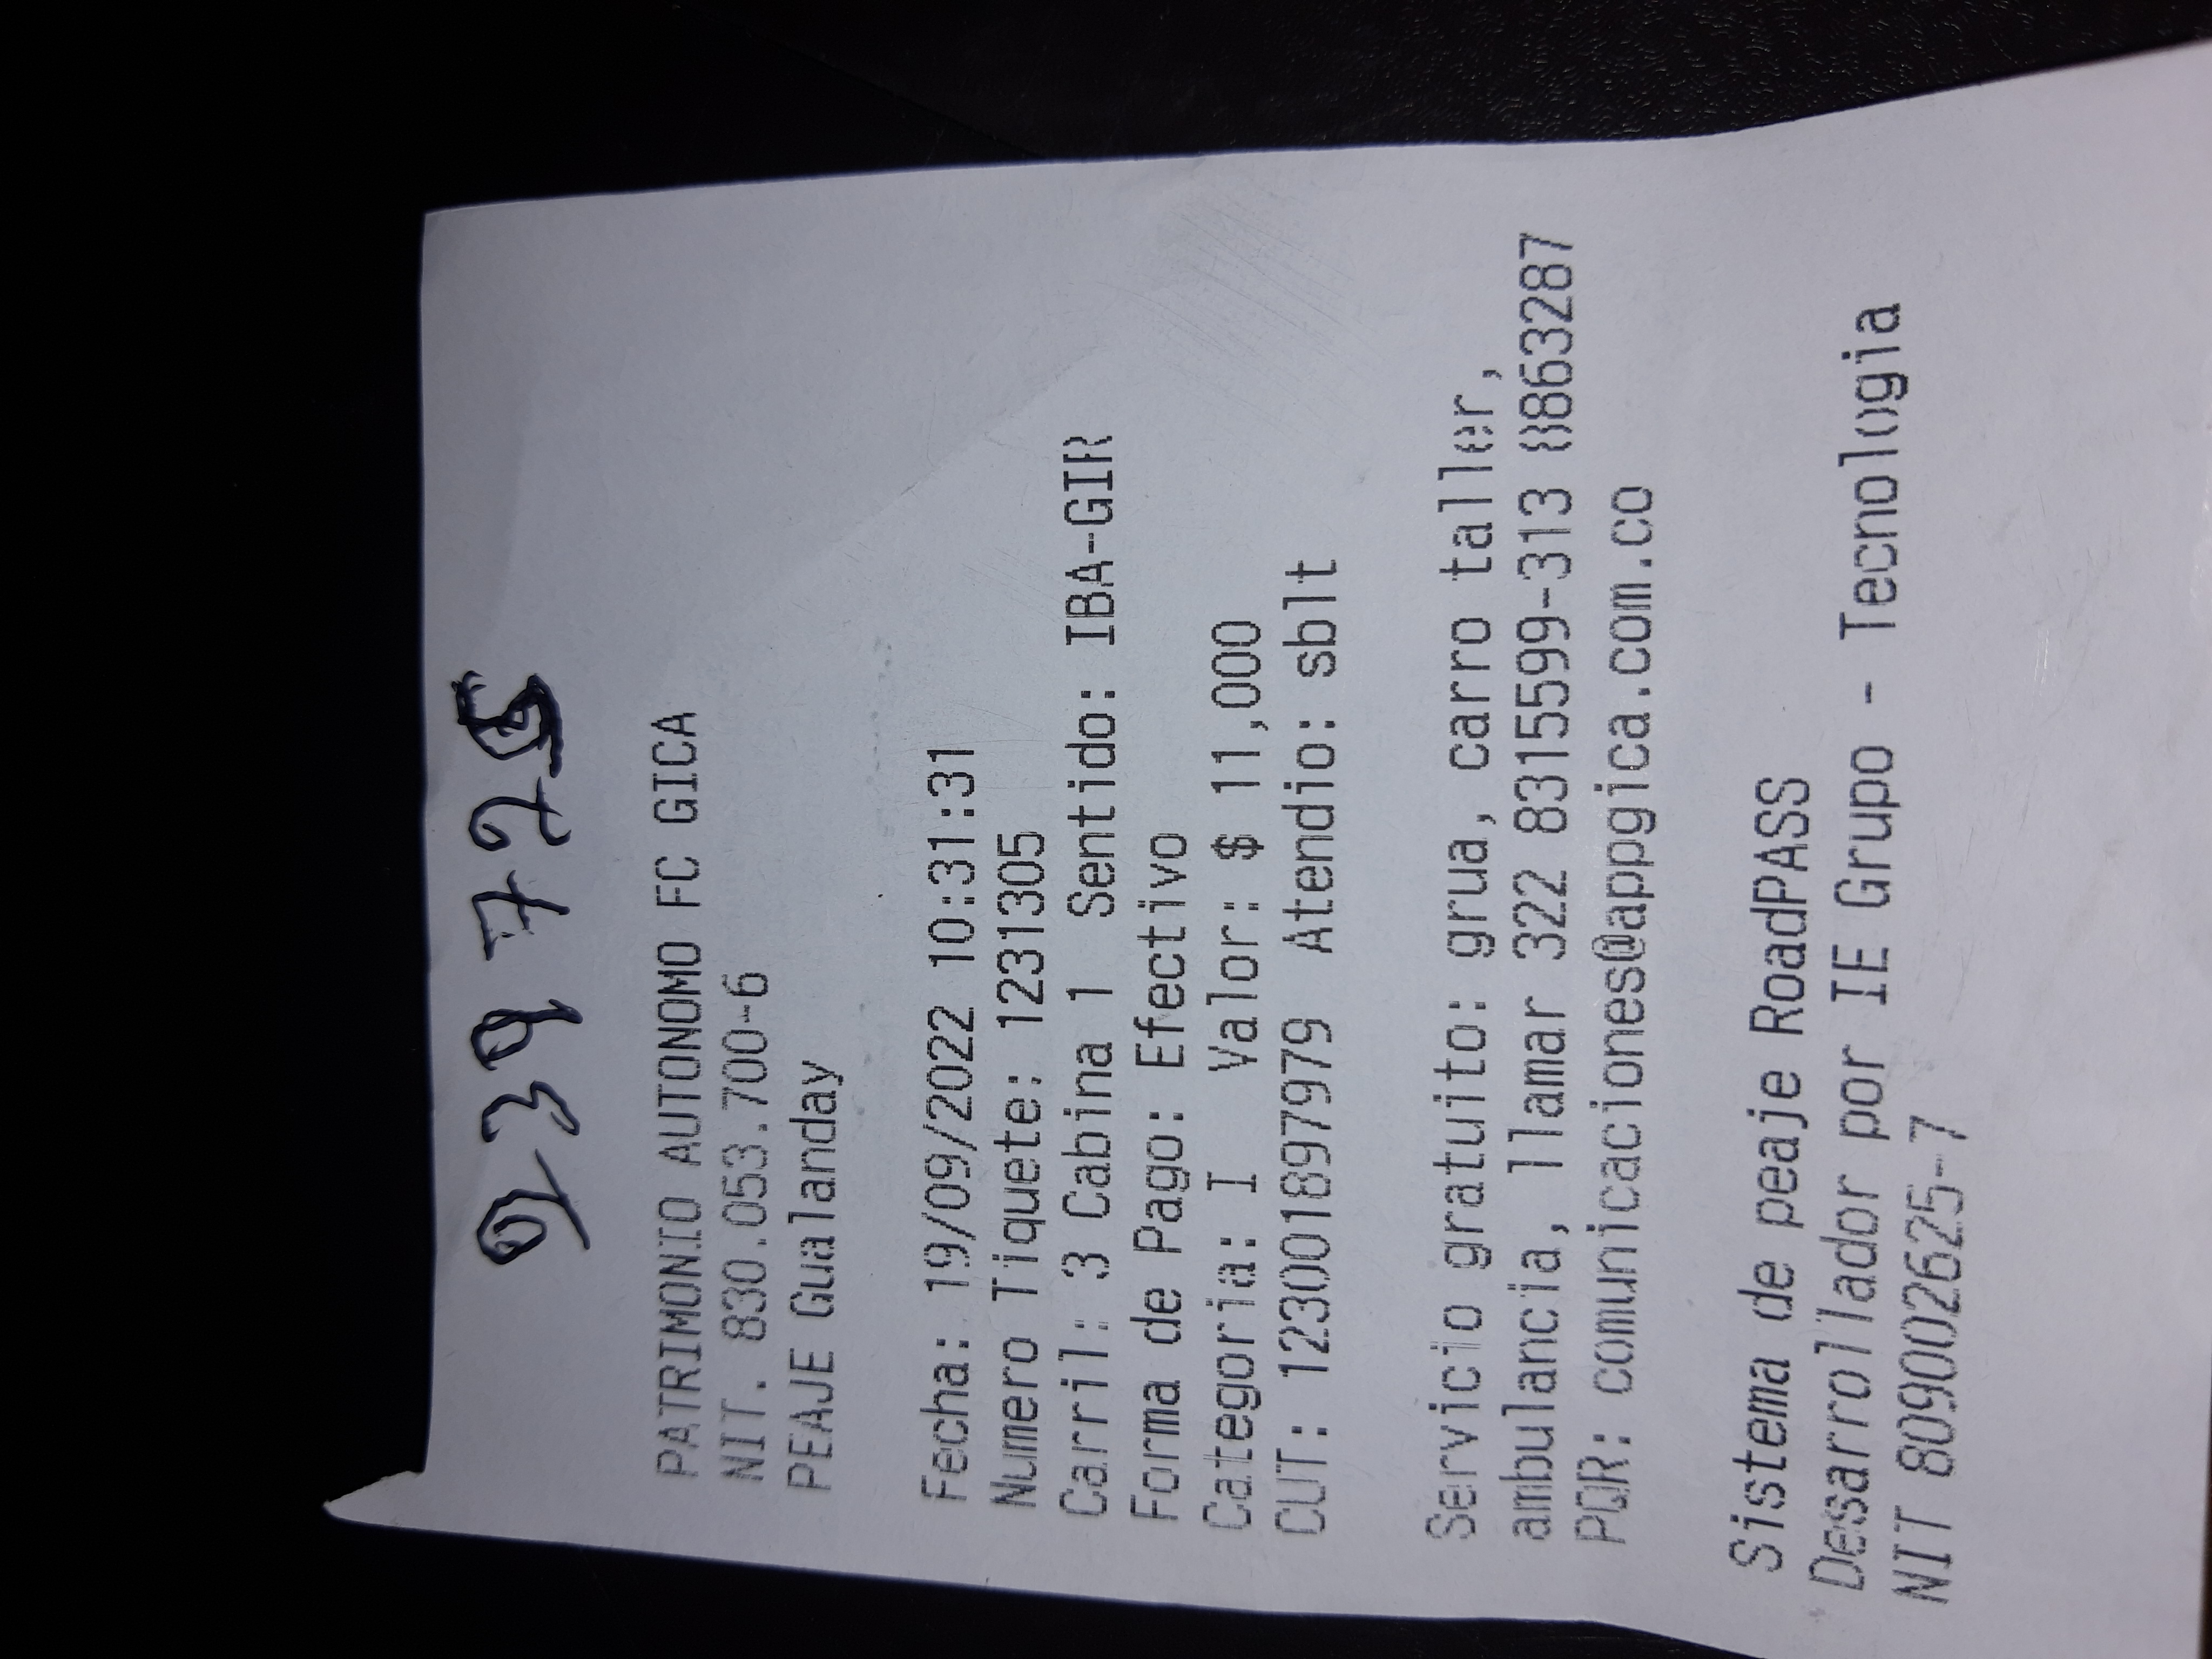 PATRIMONIO AUTONOMO FC GICA
NIT. 830.053.700-6
PEAJE Gualanday
Fecha: 19/09/2022 10:31:31
Numero Tiquete: 1231305
Carril: 3 Cabina 1 Sentido: IBA-GIR
Forma de Pago: Efectivo
Categoria: I Valor: $ 11,000
CUT: 12300189797​9 Atendio: sblt
Servicio gratuito: grua, carro taller,
ambulancia, llamar 322 8315599-313 8863287
PQR: comunicaciones@appgica.com.co
Sistema de peaje RoadPASS
Desarrollador por IE Grupo - Tecnologia
NIT 809002625-7